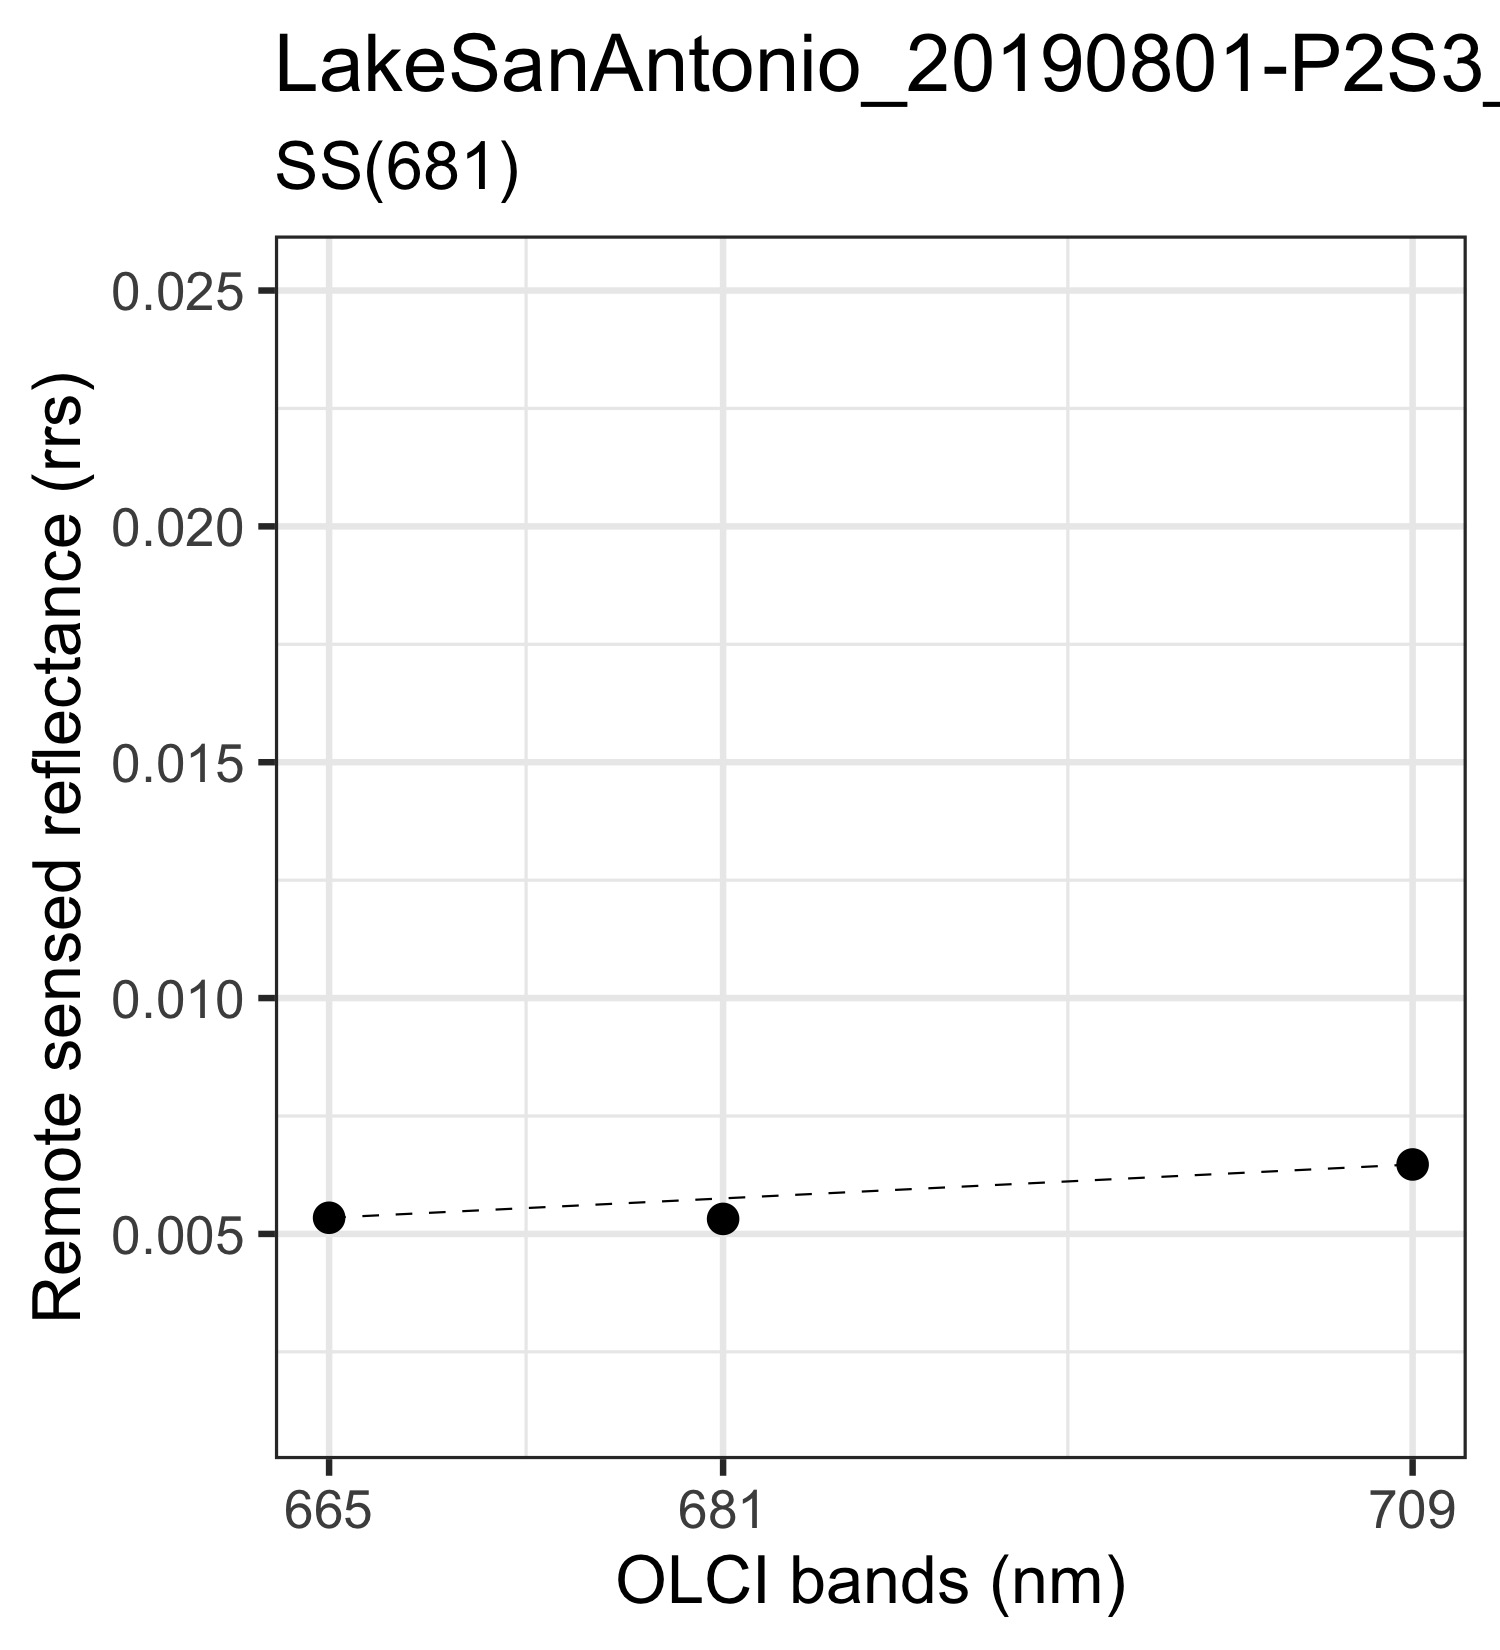 LakeSanAntonio_20190801-P2S3_
SS(681)
Remote sensed reflectance (rrs)
0.025
0.020
0.015
0.010
0.005
665 681 709
OLCI bands (nm)